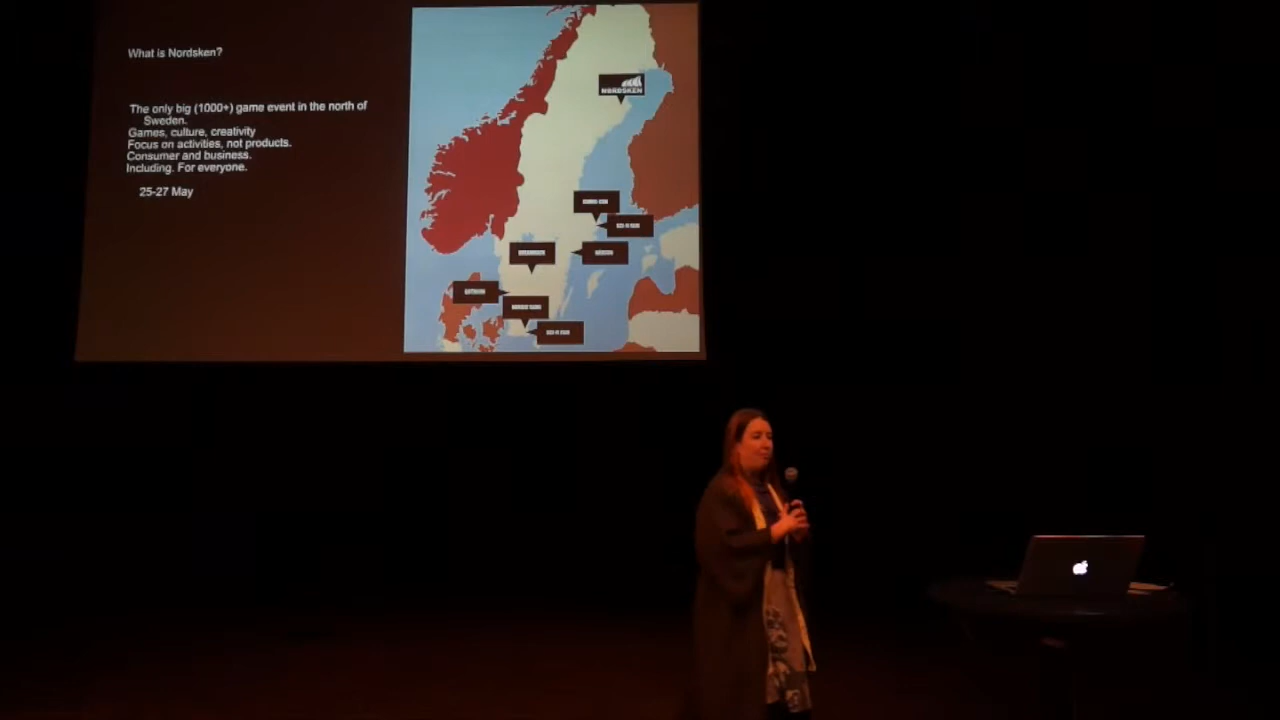 What is Nordsken?
The only big (1000+) game event in the north of
Sweden.
Games, culture, creativity
Focus on activities, not products.
Consumer and business.
Including. For everyone.
25-27 May
NORDSKEN